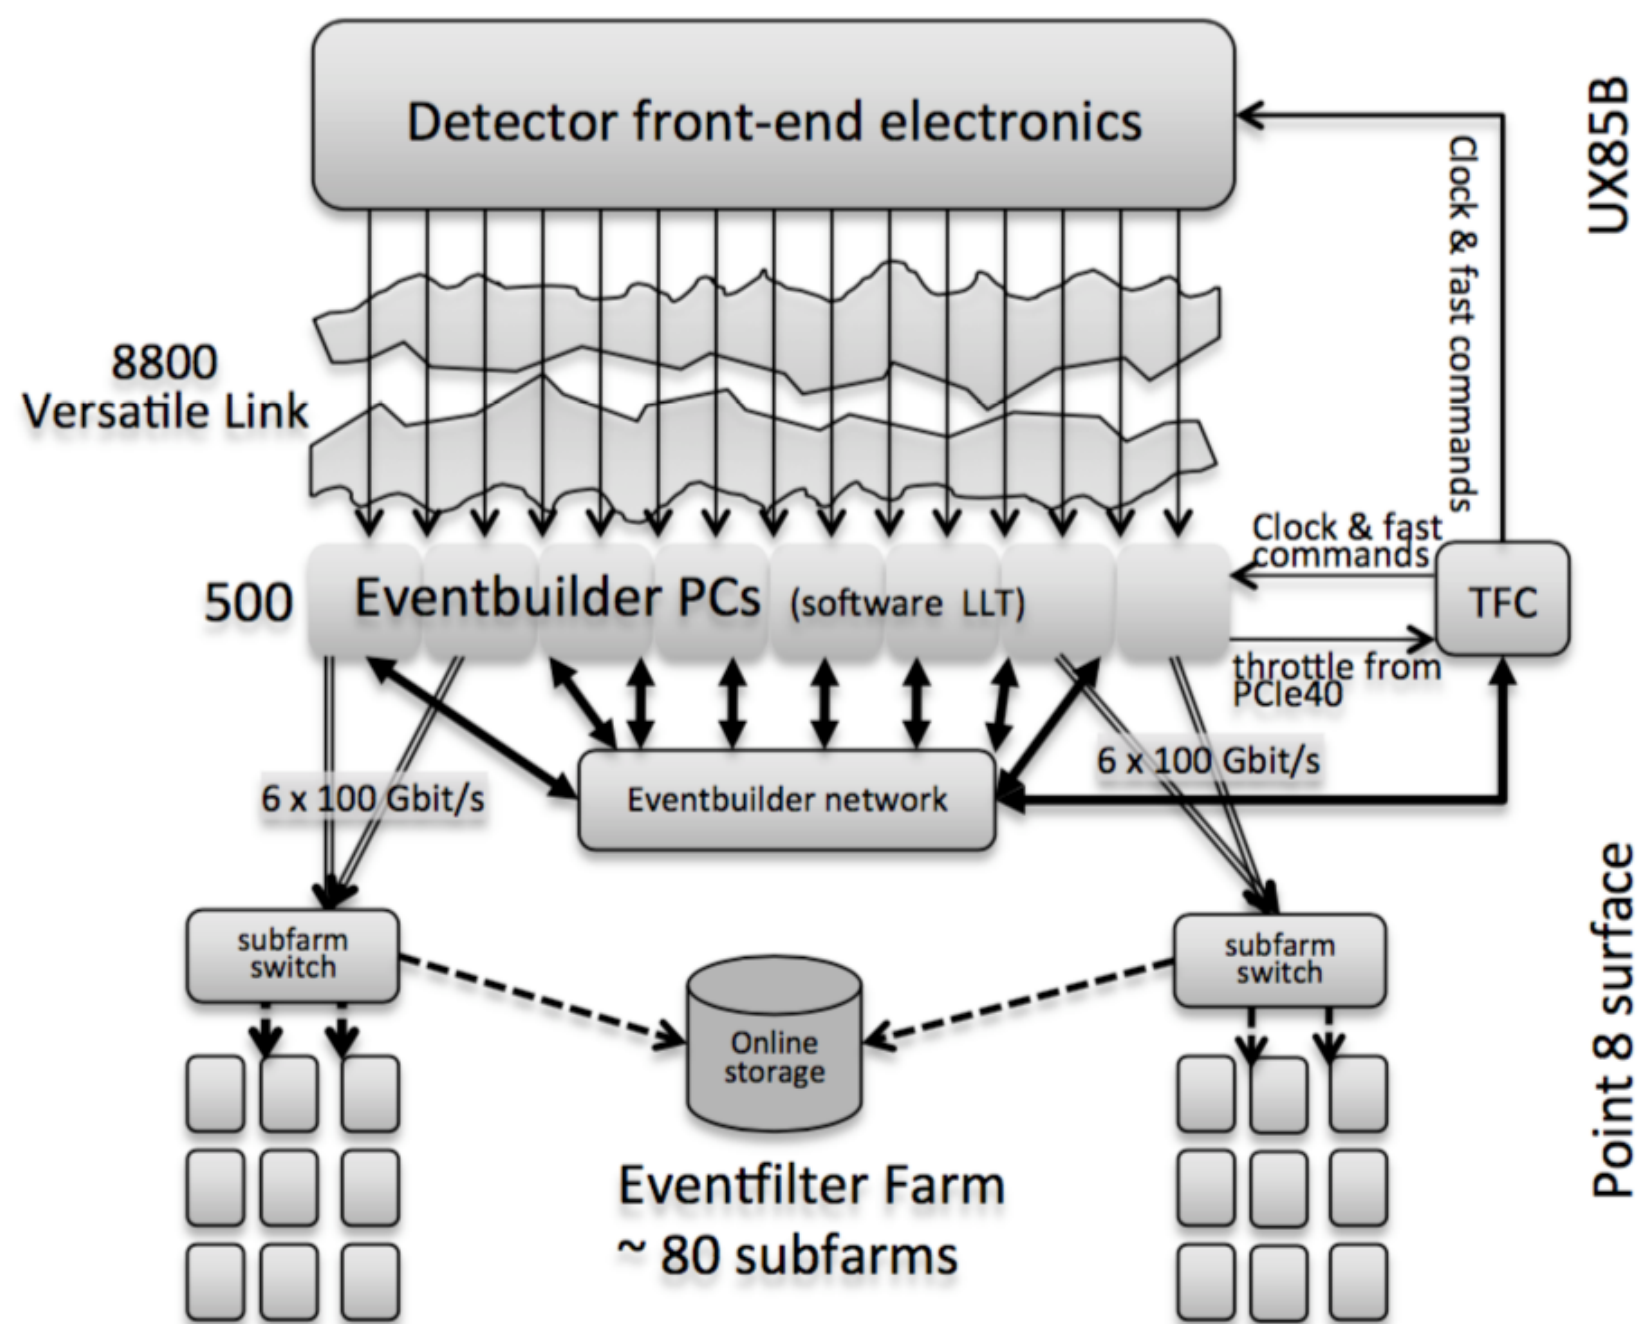 Detector front-end electronics
UX85B
Clock & fast commands
8800
Versatile Link
Clock & fast
commands
500
Eventbuilder PCs (software LLT)
TFC
throttle from
PCIe40
6 x 100 Gbit/s
Eventbuilder network
6 x 100 Gbit/s
Point 8 surface
subfarm
switch
subfarm
switch
Online
storage
Eventfilter Farm
~ 80 subfarms